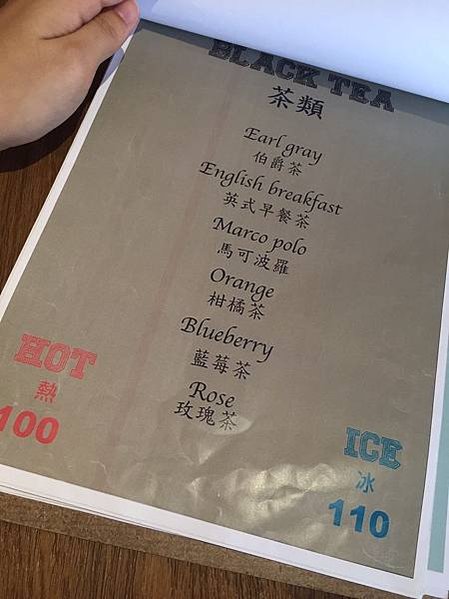 BLACK TEA
茶類
Earl gray
伯爵茶
English breakfast
英式早餐茶
Marco polo
馬可波羅
Orange
柑橘茶
Blueberry
藍莓茶
Rose
玫瑰茶
HOT
熱
100
ICE
冰
110